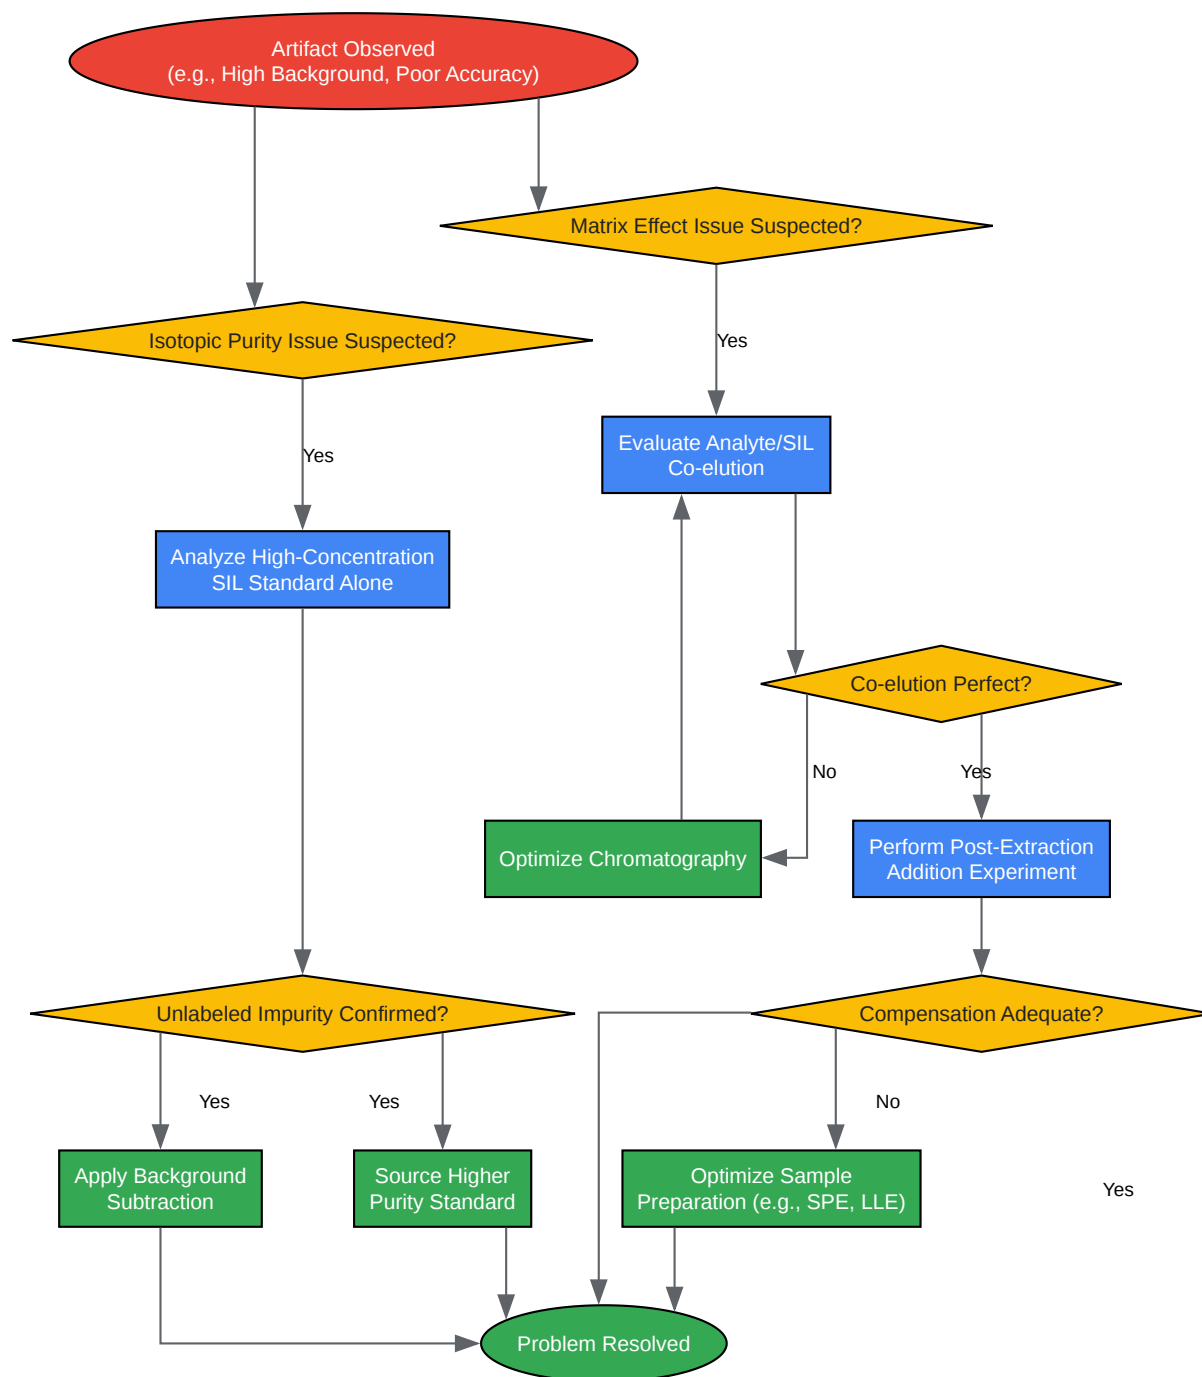 Artifact Observed
(e.g., High Background, Poor Accuracy)
Matrix Effect Issue Suspected?
Isotopic Purity Issue Suspected?
Yes
Evaluate Analyte/SIL
Co-elution
Yes
Analyze High-Concentration
SIL Standard Alone
Co-elution Perfect?
No
Yes
Optimize Chromatography
Perform Post-Extraction
Addition Experiment
Unlabeled Impurity Confirmed?
Compensation Adequate?
Yes
Yes
No
Apply Background
Subtraction
Source Higher
Purity Standard
Optimize Sample
Preparation (e.g., SPE, LLE)
Yes
Problem Resolved